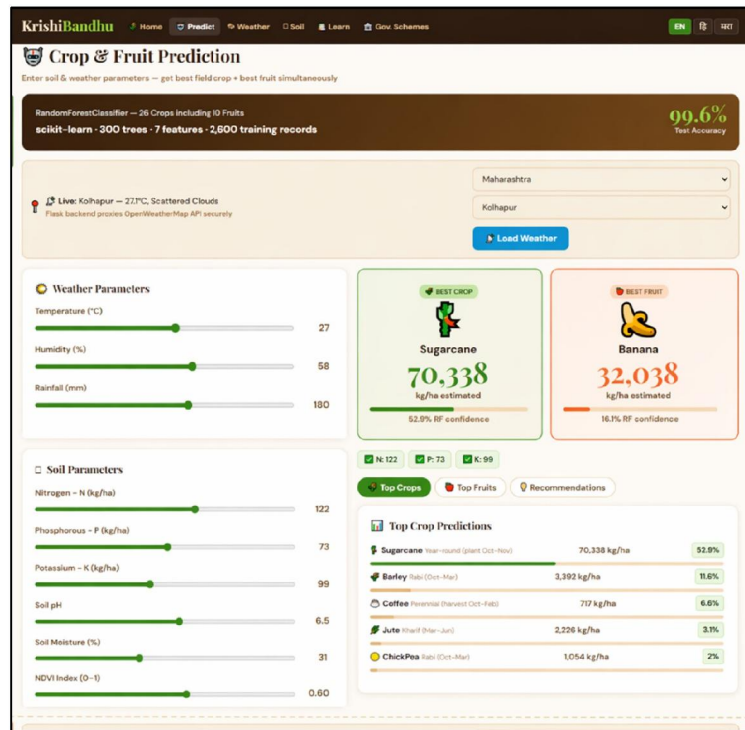 KrishiBandhu
Home
Predict
Weather
Soil
Learn
Gov. Schemes
EN
हि
मरा
Crop & Fruit Prediction
Enter soil & weather parameters — get best field crop + best fruit simultaneously
RandomForestClassifier — 26 Crops including 10 Fruits
scikit-learn · 300 trees · 7 features · 2,600 training records
99.6%
Test Accuracy
Live: Kolhapur — 27.1°C, Scattered Clouds
Flask backend proxies OpenWeatherMap API securely
Maharashtra
Kolhapur
Load Weather
Weather Parameters
Temperature (°C)
27
Humidity (%)
58
Rainfall (mm)
180
BEST CROP
Sugarcane
70,338
kg/ha estimated
52.9% RF confidence
BEST FRUIT
Banana
32,038
kg/ha estimated
16.1% RF confidence
Soil Parameters
Nitrogen - N (kg/ha)
122
Phosphorous - P (kg/ha)
73
Potassium - K (kg/ha)
99
Soil pH
6.5
Soil Moisture (%)
31
NDVI Index (0-1)
0.60
N: 122
P: 73
K: 99
Top Crops
Top Fruits
Recommendations
Top Crop Predictions
Sugarcane Year-round (plant Oct-Nov) 70,338 kg/ha 52.9%
Barley Rabi (Oct-Mar) 3,392 kg/ha 11.6%
Coffee Perennial (harvest Oct-Feb) 717 kg/ha 6.6%
Jute Kharif (Mar-Jun) 2,226 kg/ha 3.1%
ChickPea Rabi (Oct-Mar) 1,054 kg/ha 2%